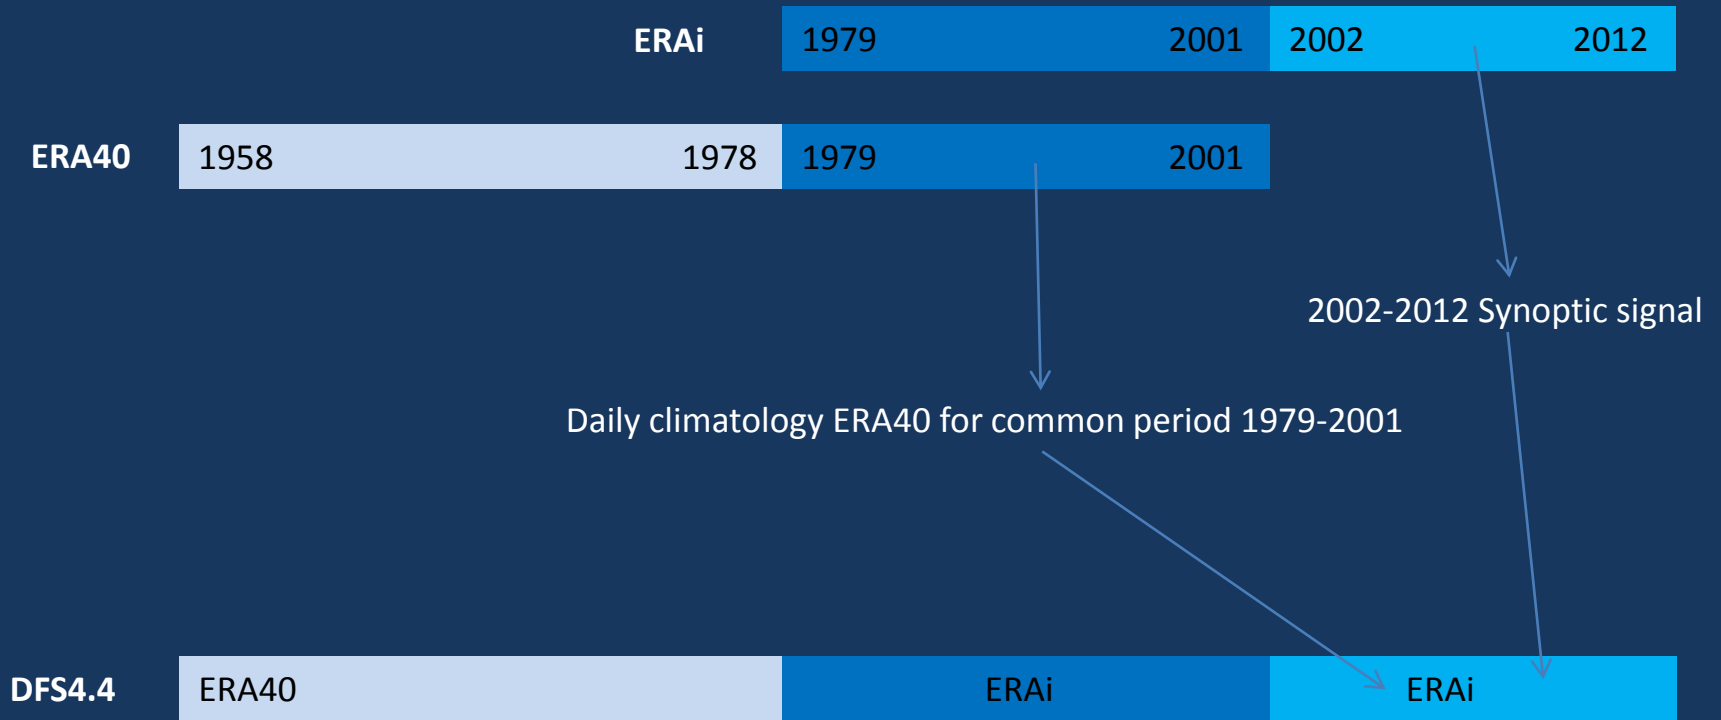 ERAi 1979 2001 2002 2012
ERA40 1958 1978 1979 2001
2002-2012 Synoptic signal
Daily climatology ERA40 for common period 1979-2001
DFS4.4 ERA40 ERAi ERAi